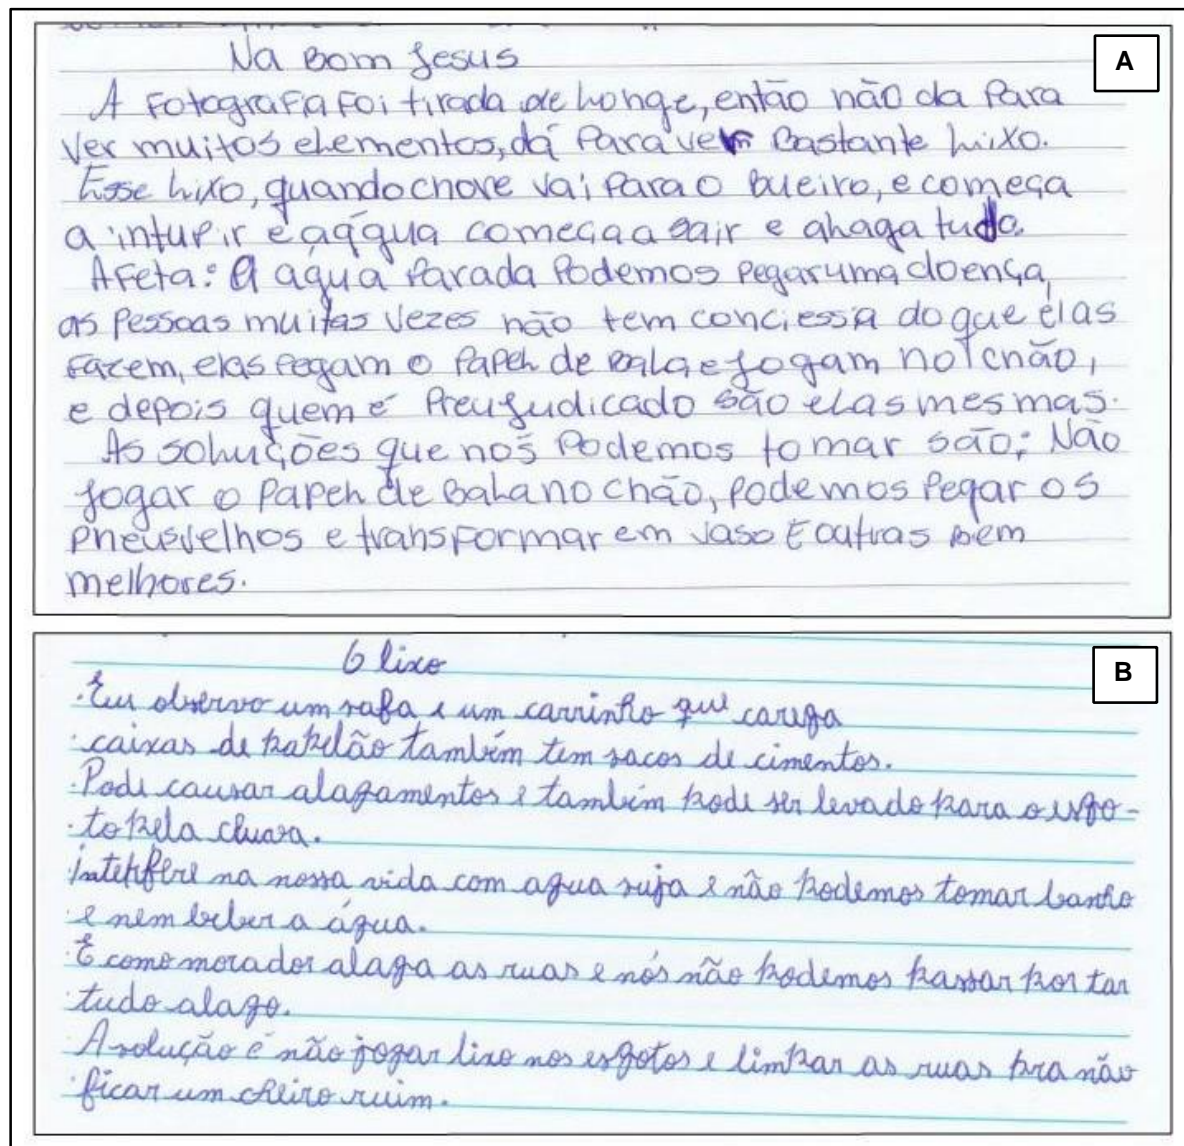 Na Bom Jesus
A
A Fotografia Foi tirada de longe, então não da Para
Ver muitos elementos, dá Para ver Bastante lixo.
Esse lixo, quando chove vai Para o bueiro, e começa
a intupir e a água começa a sair e alaga tudo.
AFeta: A água Parada Podemos Pegar uma doença,
as Pessoas muitas vezes não tem conciessia do que elas
Fazem, elas Pegam o Papel de bala e jogam no chão,
e depois quem é Preujudicado são elas mesmas.
As soluções que nós Podemos tomar são: Não
jogar o Papel de Bala no chão, Podemos Pegar os
Pneus velhos e transformar em vaso E outras bem
melhores.
O lixo
B
Eu observo um safa e um carrinho que carega
caixas de papelão também tem sacos de cimentos.
Pode causar alagamentos e também pode ser levado para o esgo-
to pela chuva.
na nossa vida com agua suja e não podemos tomar banho
e nem beber a água.
E como morador alaga as ruas e nós não podemos passar por tar
tudo alago.
A solução é não jogar lixo nos esgotos e limpar as ruas pra não
ficar um cheiro ruim.